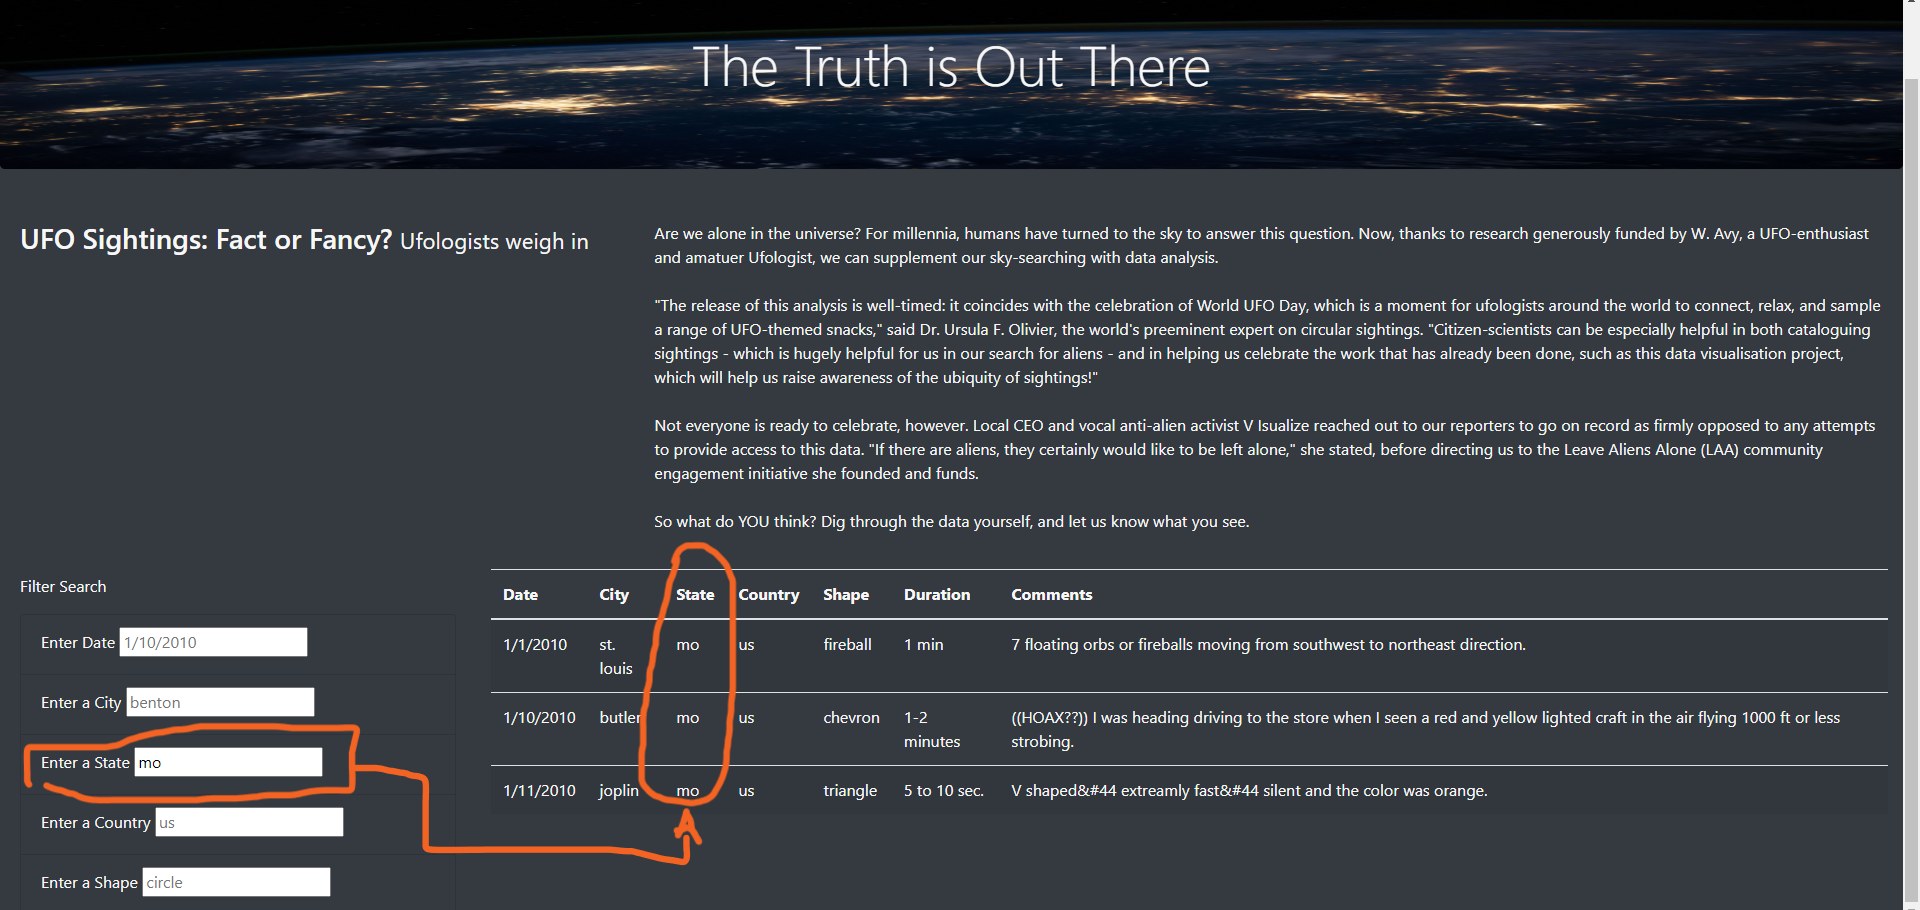 The Truth is Out There
UFO Sightings: Fact or Fancy? Ufologists weigh in
Are we alone in the universe? For millennia, humans have turned to the sky to answer this question. Now, thanks to research generously funded by W. Avy, a UFO-enthusiast
and amatuer Ufologist, we can supplement our sky-searching with data analysis.
"The release of this analysis is well-timed: it coincides with the celebration of World UFO Day, which is a moment for ufologists around the world to connect, relax, and sample
a range of UFO-themed snacks," said Dr. Ursula F. Olivier, the world's preeminent expert on circular sightings. "Citizen-scientists can be especially helpful in both cataloguing
sightings - which is hugely helpful for us in our search for aliens - and in helping us celebrate the work that has already been done, such as this data visualisation project,
which will help us raise awareness of the ubiquity of sightings!"
Not everyone is ready to celebrate, however. Local CEO and vocal anti-alien activist V Isualize reached out to our reporters to go on record as firmly opposed to any attempts
to provide access to this data. "If there are aliens, they certainly would like to be left alone," she stated, before directing us to the Leave Aliens Alone (LAA) community
engagement initiative she founded and funds.
So what do YOU think? Dig through the data yourself, and let us know what you see.
Filter Search
Enter Date 1/10/2010
Enter a City benton
Enter a State mo
Enter a Country us
Enter a Shape circle
Date City State Country Shape Duration Comments
1/1/2010 st. mo us fireball 1 min 7 floating orbs or fireballs moving from southwest to northeast direction.
louis
1/10/2010 butler mo us chevron 1-2 ((HOAX??)) I was heading driving to the store when I seen a red and yellow lighted craft in the air flying 1000 ft or less
minutes strobing.
1/11/2010 joplin mo us triangle 5 to 10 sec. V shaped&#44 extreamly fast&#44 silent and the color was orange.